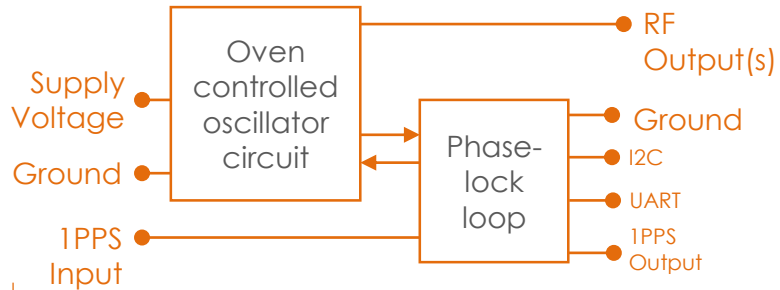 Supply
Voltage
Ground
1PPS
Input
Oven
controlled
oscillator
circuit
Phase-
lock
loop
RF
Output(s)
Ground
I2C
UART
1PPS
Output